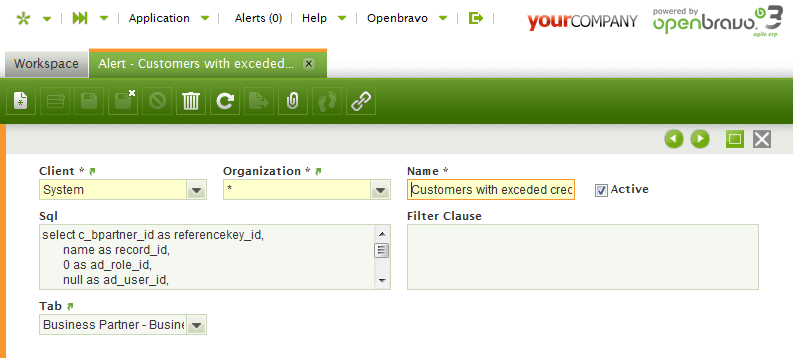 Application Alerts (0) Help Openbravo
yourCOMPANY
powered by
openbravo 3
agile erp
Workspace Alert - Customers with exceded...
Client * Organization * Name *
System * Customers with exceded cred Active
Sql Filter Clause
select c_bpartner_id as referencekey_id,
name as record_id,
0 as ad_role_id,
null as ad_user_id,
Tab
Business Partner - Busine